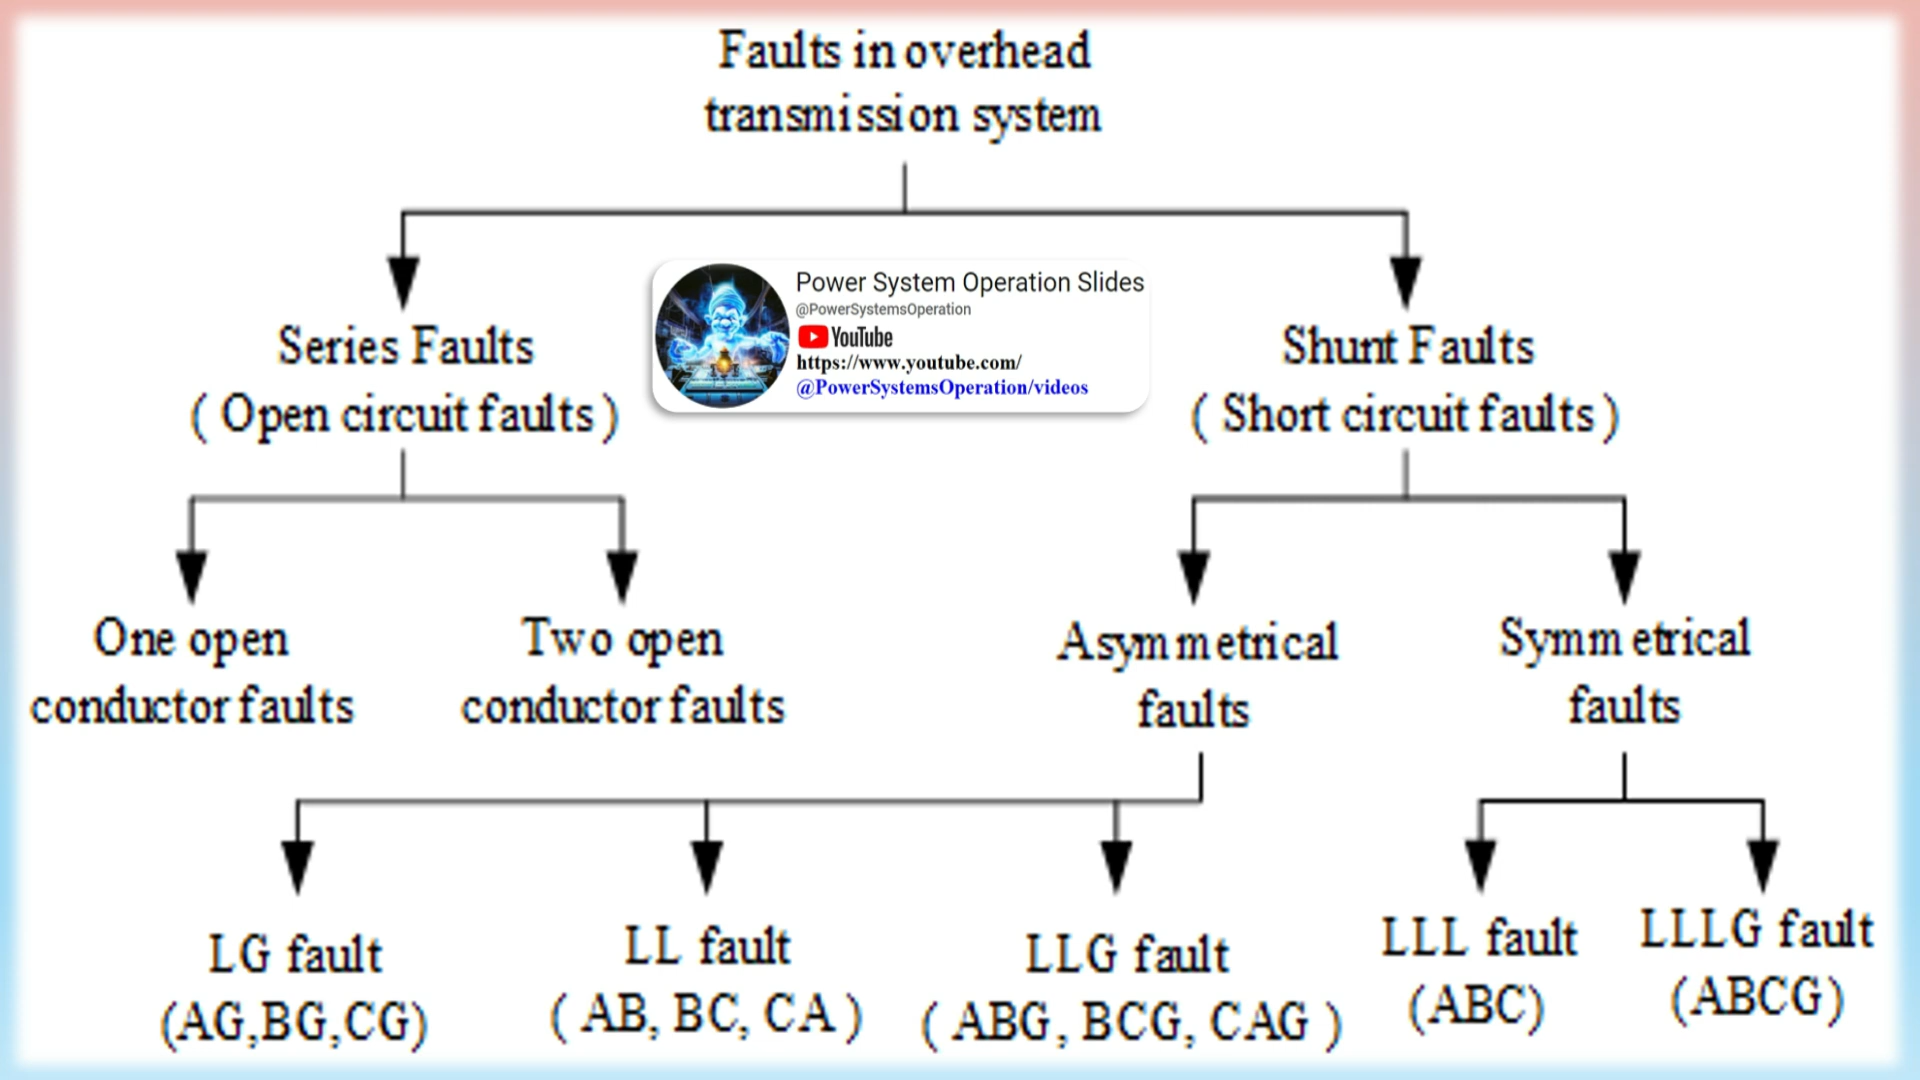 Faults in overhead
transmission system
Power System Operation Slides
@PowerSystemsOperation
YouTube
https://www.youtube.com/
@PowerSystemsOperation/videos
Series Faults
( Open circuit faults )
Shunt Faults
( Short circuit faults )
One open
conductor faults
Two open
conductor faults
Asymmetrical
faults
Symmetrical
faults
LG fault
(AG,BG,CG)
LL fault
( AB, BC, CA )
LLG fault
( ABG, BCG, CAG )
LLL fault
(ABC)
LLLG fault
(ABCG)